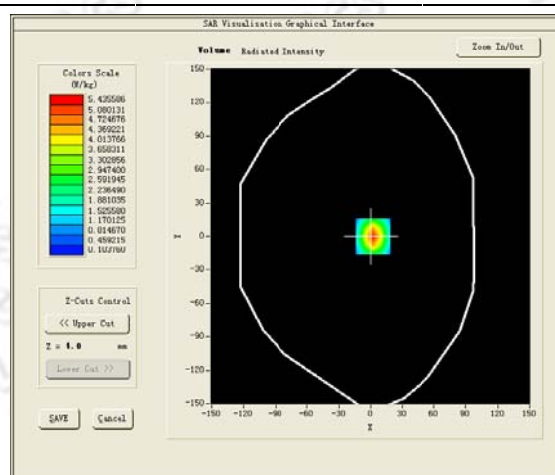 SAR Visualisation Graphical Interface
Volume Radiated Intensity
Zoom In/Out
Colors Scale
(W/kg)
5.435586
5.080131
4.724676
4.369221
4.013766
3.658311
3.302856
2.947400
2.591945
2.236490
1.881035
1.525580
1.170125
0.814670
0.459215
0.103760
150
120
90
60
30
Y
0
-30
-60
-90
-120
-150
-150 -120 -90 -60 -30 0 30 60 90 120 150
X
Z-Cuts Control
<< Upper Cut
Z = 4.0 mm
Lower Cut >>
SAVE Cancel